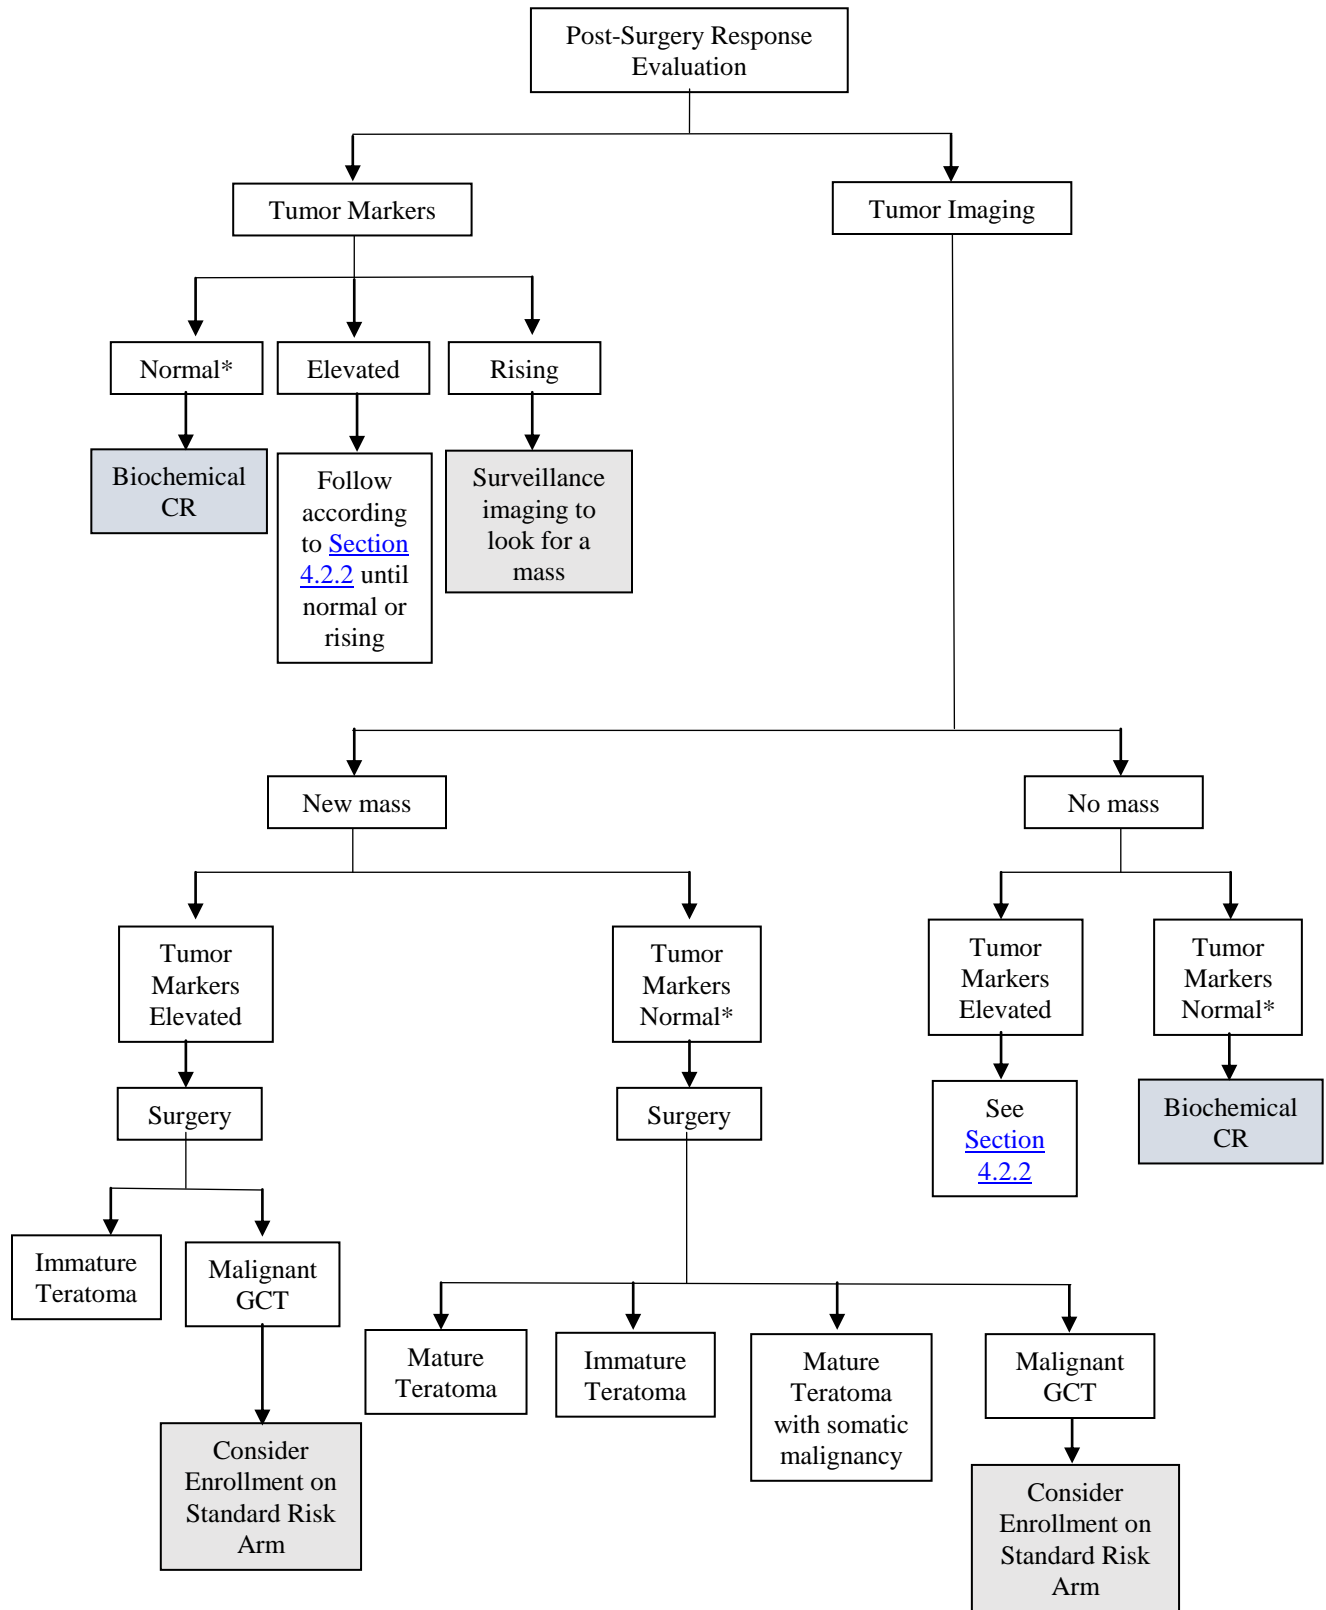 Post-Surgery Response
Evaluation
Tumor Markers
Tumor Imaging
Normal*
Elevated
Rising
Biochemical
CR
Follow
according
to Section
4.2.2 until
normal or
rising
Surveillance
imaging to
look for a
mass
New mass
No mass
Tumor
Markers
Elevated
Tumor
Markers
Normal*
Tumor
Markers
Elevated
Tumor
Markers
Normal*
Surgery
Surgery
See
Section
4.2.2
Biochemical
CR
Immature
Teratoma
Malignant
GCT
Mature
Teratoma
Immature
Teratoma
Mature
Teratoma
with somatic
malignancy
Malignant
GCT
Consider
Enrollment on
Standard Risk
Arm
Consider
Enrollment on
Standard Risk
Arm